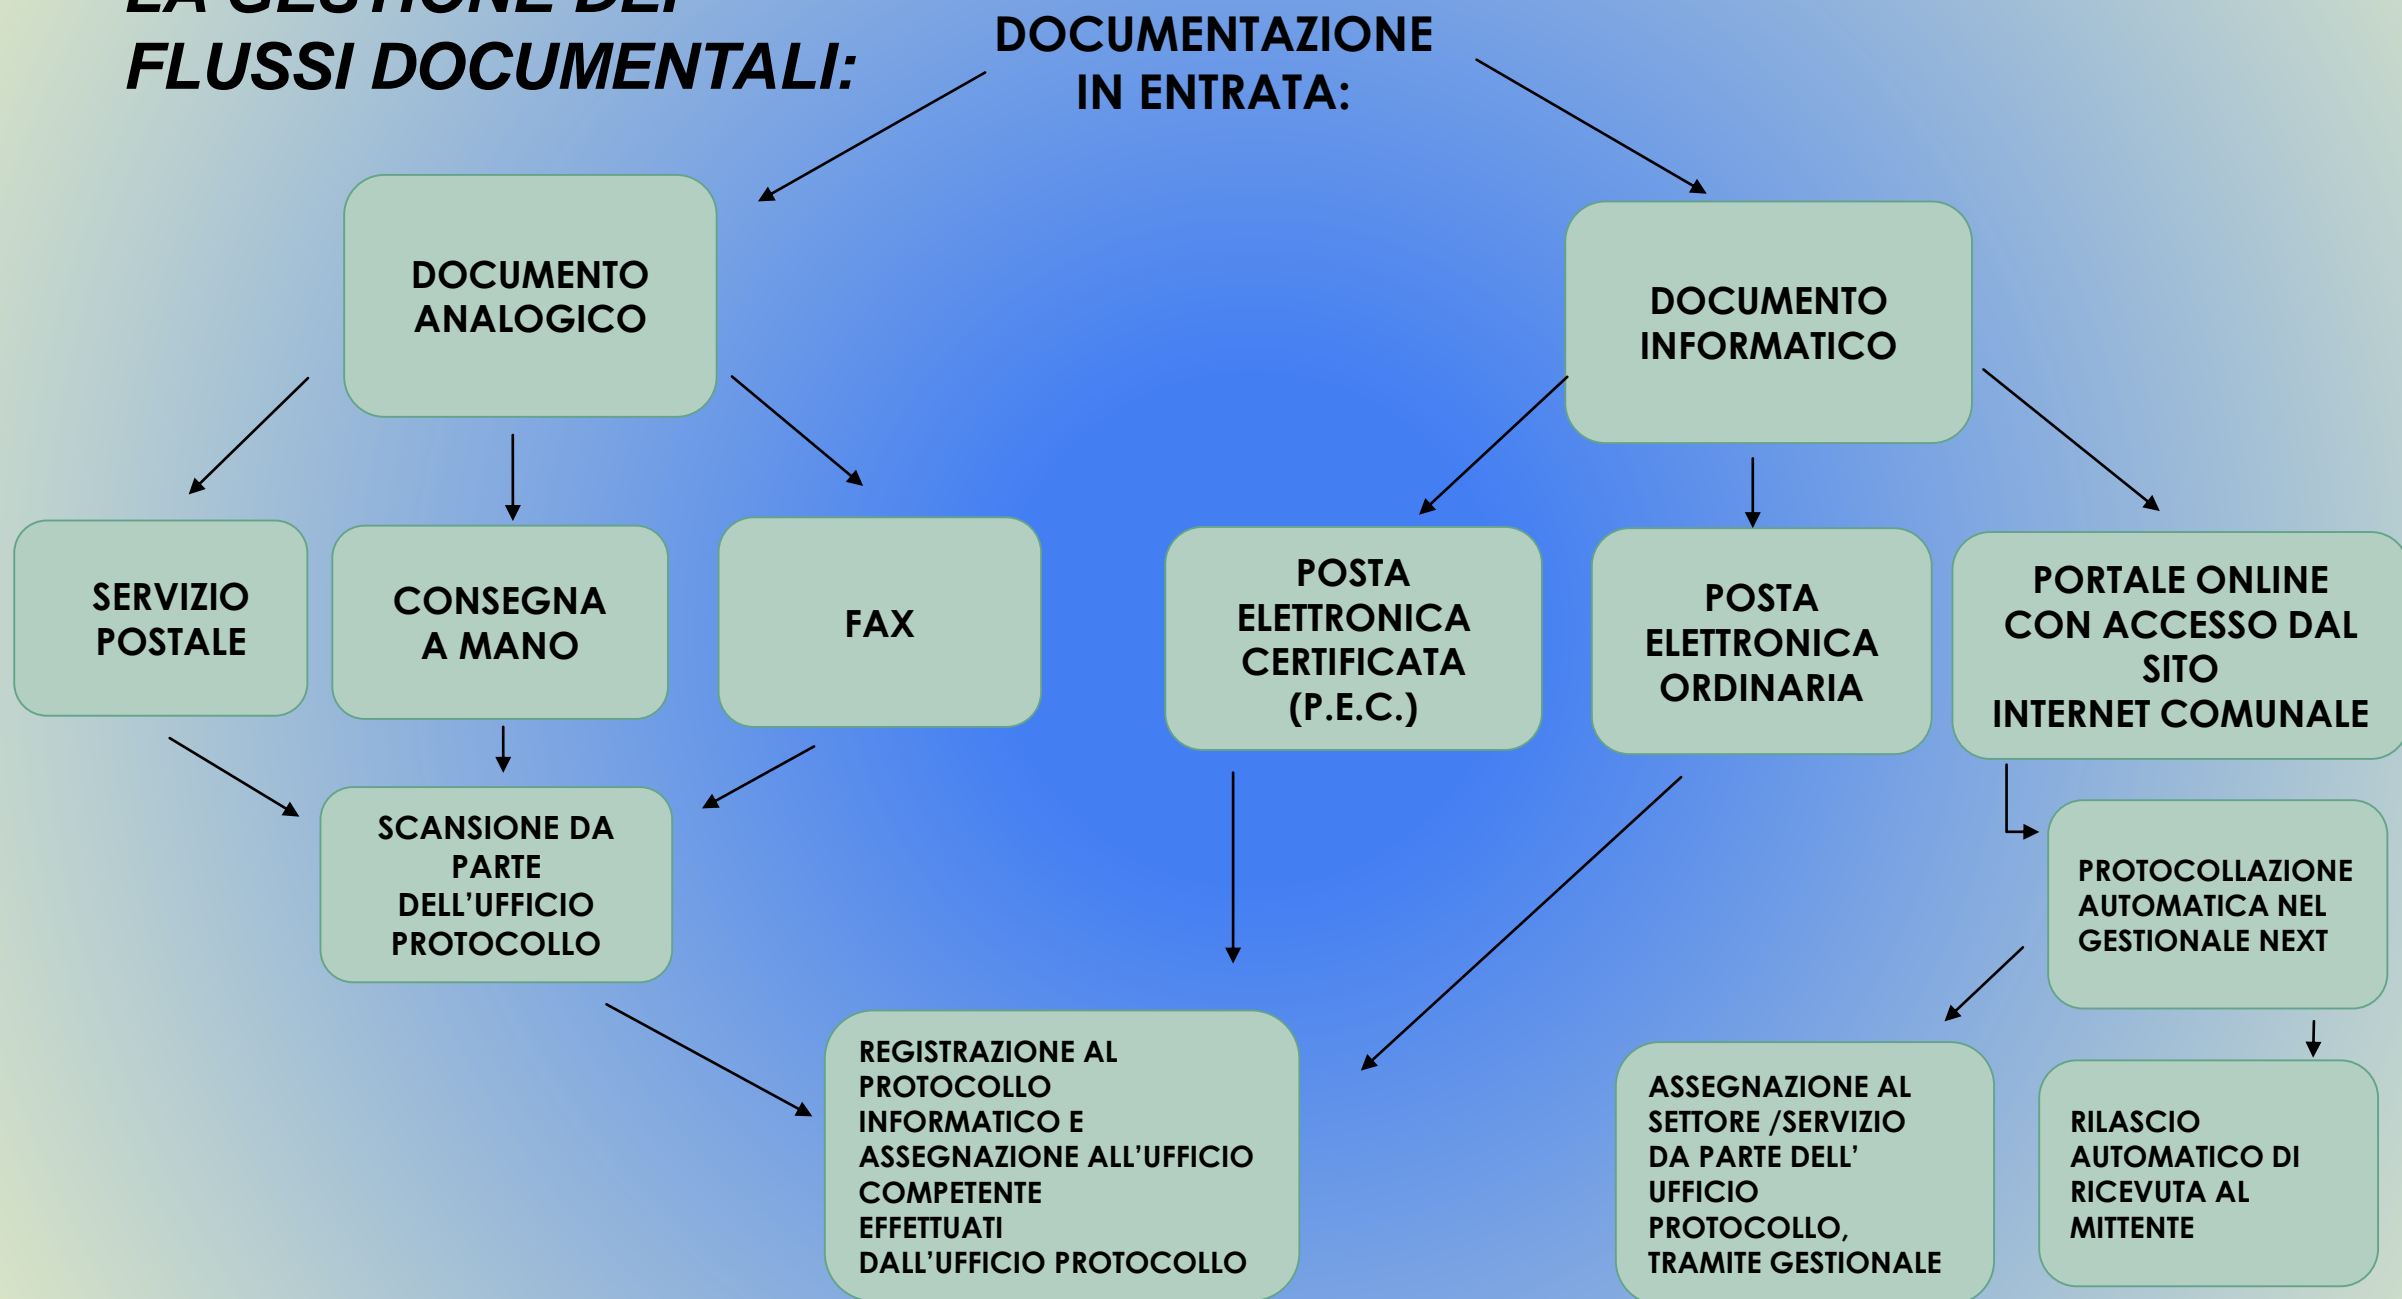 LA GESTIONE DEI
FLUSSI DOCUMENTALI:
DOCUMENTAZIONE
IN ENTRATA:
DOCUMENTO
ANALOGICO
DOCUMENTO
INFORMATICO
SERVIZIO
POSTALE
CONSEGNA
A MANO
FAX
POSTA
ELETTRONICA
CERTIFICATA
(P.E.C.)
POSTA
ELETTRONICA
ORDINARIA
PORTALE ONLINE
CON ACCESSO DAL
SITO
INTERNET COMUNALE
SCANSIONE DA
PARTE
DELL’UFFICIO
PROTOCOLLO
PROTOCOLLAZIONE
AUTOMATICA NEL
GESTIONALE NEXT
REGISTRAZIONE AL
PROTOCOLLO
INFORMATICO E
ASSEGNAZIONE ALL’UFFICIO
COMPETENTE
EFFETTUATI
DALL’UFFICIO PROTOCOLLO
ASSEGNAZIONE AL
SETTORE /SERVIZIO
DA PARTE DELL’
UFFICIO
PROTOCOLLO,
TRAMITE GESTIONALE
RILASCIO
AUTOMATICO DI
RICEVUTA AL
MITTENTE